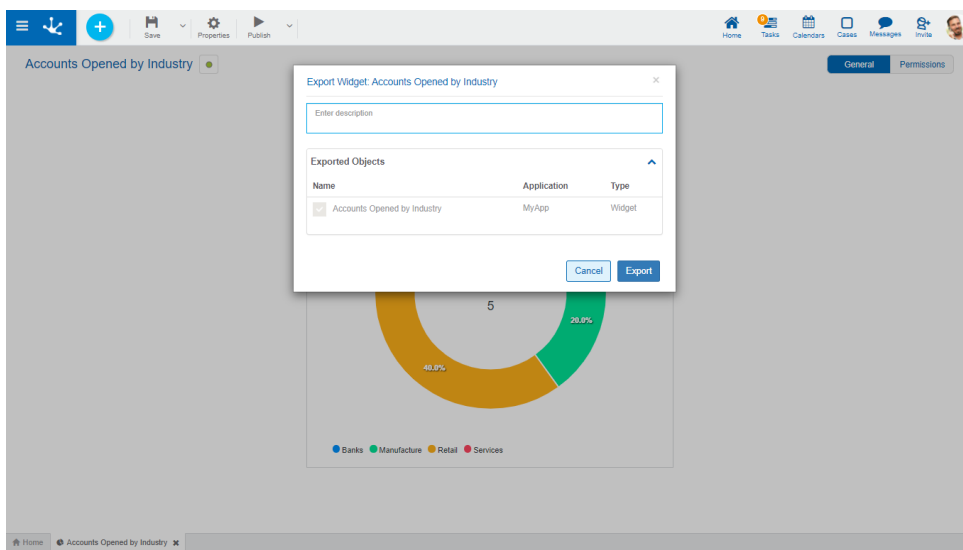 Save
Properties
Publish
Home
0
Tasks
Calendars
Cases
Messages
Invite
Accounts Opened by Industry
General
Permissions
Export Widget: Accounts Opened by Industry
Enter description
Exported Objects
Name Application Type
Accounts Opened by Industry MyApp Widget
Cancel
Export
5
20.0%
40.0%
Banks Manufacture Retail Services
Home
Accounts Opened by Industry